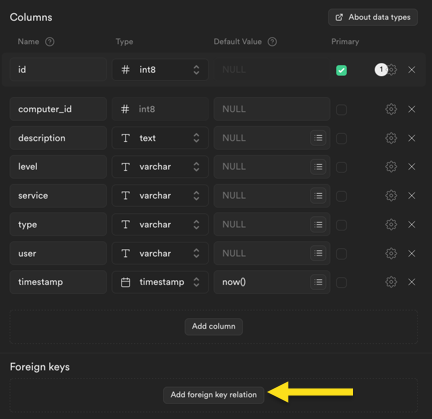 Columns
About data types
Name Type Default Value Primary
id # int8 NULL 1
computer_id # int8 NULL
description T text NULL
level T varchar NULL
service T varchar NULL
type T varchar NULL
user T varchar NULL
timestamp timestamp now()
Add column
Foreign keys
Add foreign key relation